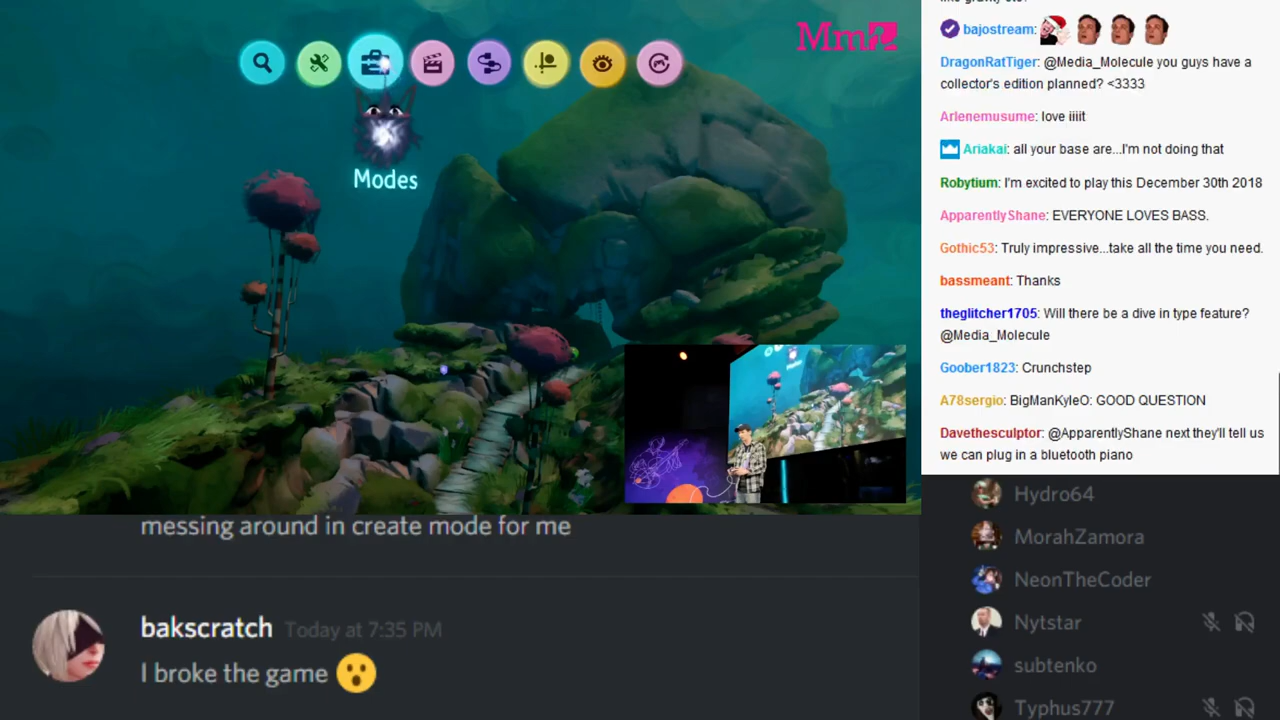 MmR
Modes
bajostream:
DragonRatTiger: @Media_Molecule you guys have a
collector's edition planned? <3333
Arlenemusume: love iiiit
Ariakai: all your base are...I'm not doing that
Robytium: I'm excited to play this December 30th 2018
ApparentlyShane: EVERYONE LOVES BASS.
Gothic53: Truly impressive...take all the time you need.
bassmeant: Thanks
theglitcher1705: Will there be a dive in type feature?
@Media_Molecule
Goober1823: Crunchstep
A78sergio: BigManKyleO: GOOD QUESTION
Davethesculptor: @ApparentlyShane next they'll tell us
we can plug in a bluetooth piano
Hydro64
MorahZamora
NeonTheCoder
Nytstar
subtenko
Typhus777
messing around in create mode for me
bakscratch Today at 7:35 PM
I broke the game